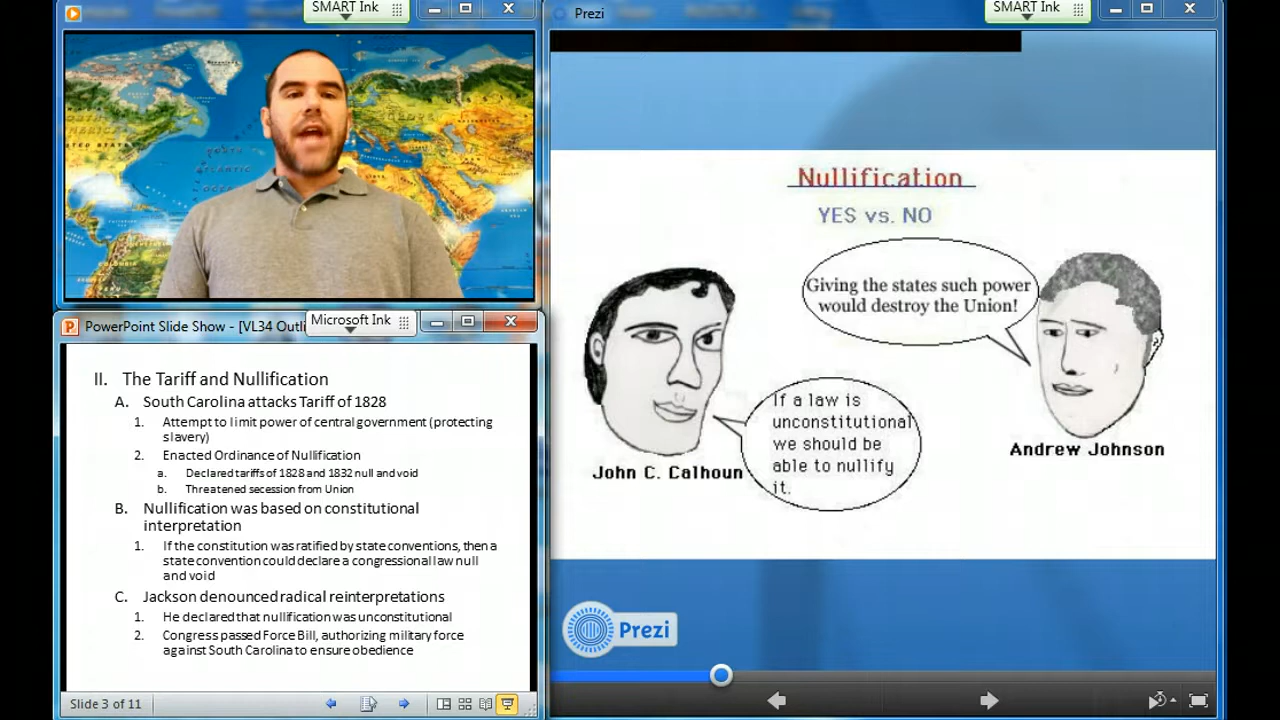 SMART Ink
SMART Ink
Prezi
Nullification
YES vs. NO
Giving the states such power
would destroy the Union!
If a law is
unconstitutional
we should be
able to nullify
it.
John C. Calhoun
Andrew Johnson
Prezi
PowerPoint Slide Show - [VL34 Outli
Microsoft Ink
II. The Tariff and Nullification
A. South Carolina attacks Tariff of 1828
1. Attempt to limit power of central government (protecting
slavery)
2. Enacted Ordinance of Nullification
a. Declared tariffs of 1828 and 1832 null and void
b. Threatened secession from Union
B. Nullification was based on constitutional
interpretation
1. If the constitution was ratified by state conventions, then a
state convention could declare a congressional law null
and void
C. Jackson denounced radical reinterpretations
1. He declared that nullification was unconstitutional
2. Congress passed Force Bill, authorizing military force
against South Carolina to ensure obedience
Slide 3 of 11